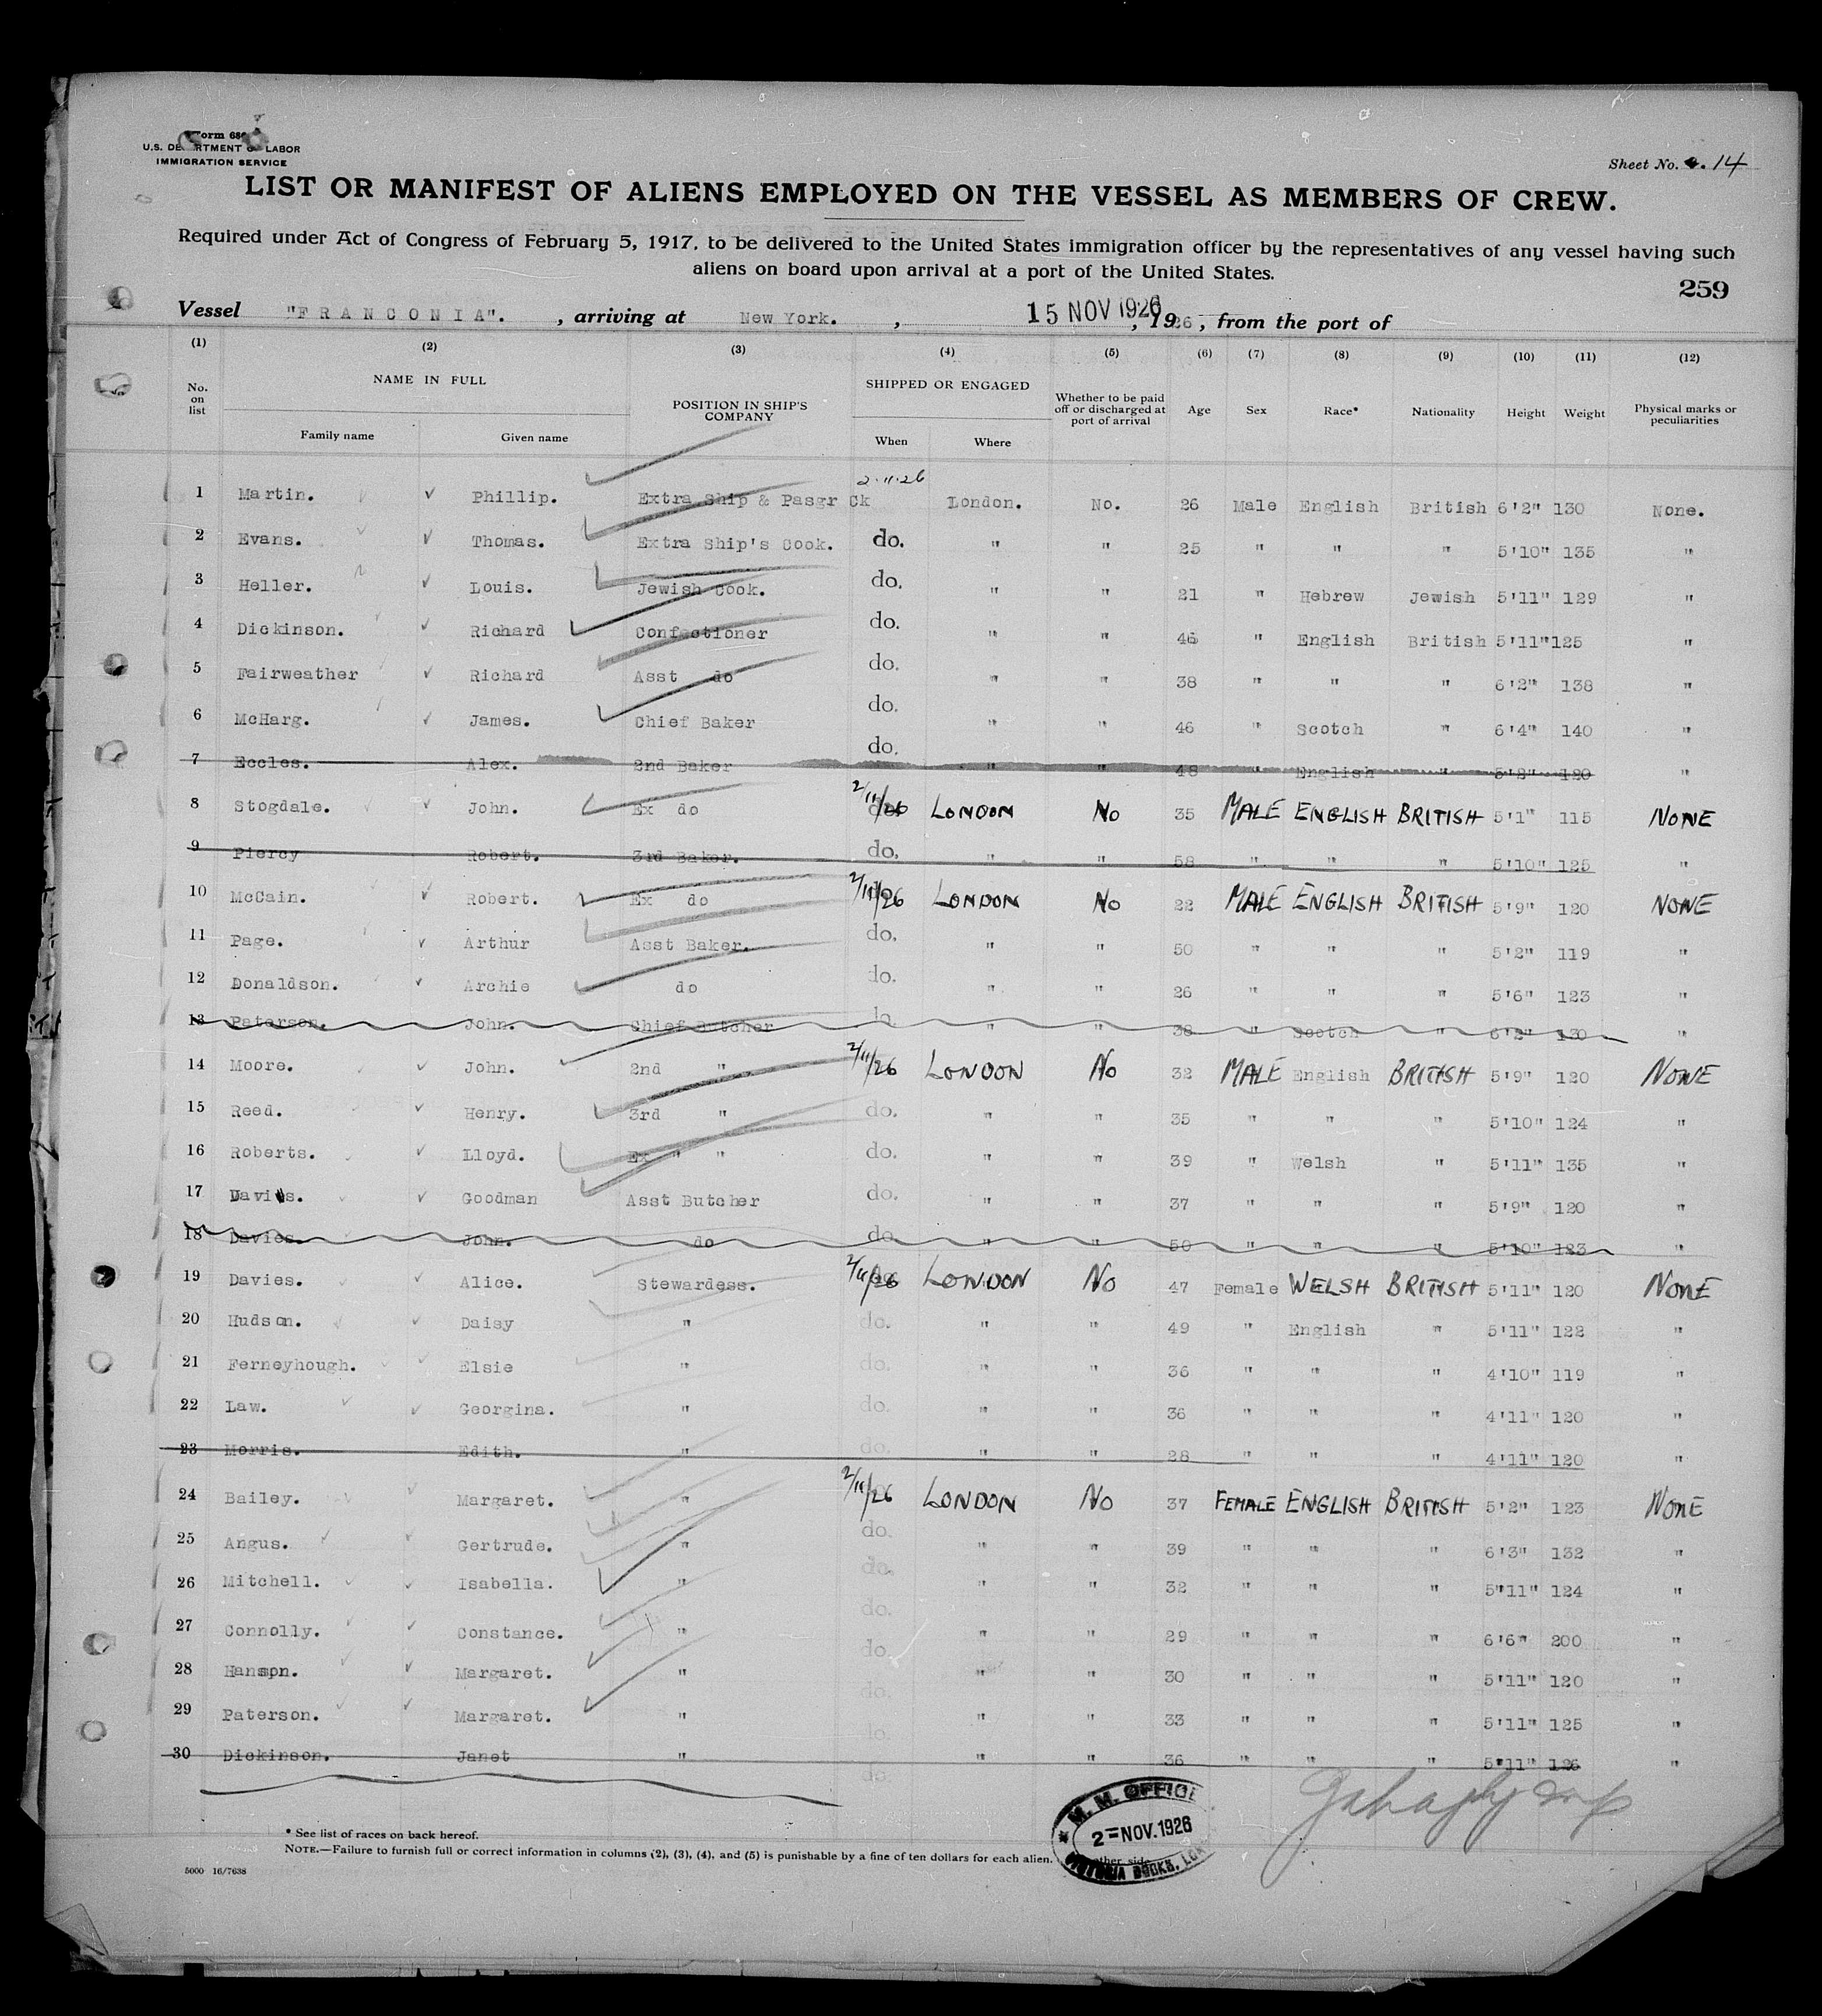 Form 68
U.S. DEPARTMENT OF LABOR
IMMIGRATION SERVICE
Sheet No. 14
LIST OR MANIFEST OF ALIENS EMPLOYED ON THE VESSEL AS MEMBERS OF CREW.
Required under Act of Congress of February 5, 1917, to be delivered to the United States immigration officer by the representatives of any vessel having such
aliens on board upon arrival at a port of the United States.
259
Vessel "FRANCONIA". , arriving at New York. , 15 NOV 1926 , 1926 , from the port of
(1) (2) (3) (4) (5) (6) (7) (8) (9) (10) (11) (12)
No. on list NAME IN FULL Family name Given name POSITION IN SHIP'S COMPANY SHIPPED OR ENGAGED When Where Whether to be paid off or discharged at port of arrival Age Sex Race* Nationality Height Weight Physical marks or peculiarities
1 Martin. Phillip. Extra Ship & Pasgr Ck 2·11·26 London. No. 26 Male English British 6'2" 130 None.
2 Evans. Thomas. Extra Ship's Cook. do. " " 25 " " " 5'10" 135 "
3 Heller. Louis. Jewish Cook. do. " " 21 " Hebrew Jewish 5'11" 129 "
4 Dickinson. Richard Confectioner do. " " 46 " English British 5'11" 125 "
5 Fairweather Richard Asst do do. " " 38 " " " 6'2" 138 "
6 McHarg. James. Chief Baker do. " " 46 " Scotch " 6'4" 140 "
7 Eccles. Alex. 2nd Baker do. " " 48 " English " 5'2" 120 "
8 Stogdale. John. Ex do 2/11/26 LONDON No 35 MALE ENGLISH BRITISH 5'1" 115 NONE
9 Piercy Robert. 3rd Baker. do. " " 58 " " " 5'10" 125 "
10 McCain. Robert. Ex do 2/11/26 LONDON No 22 MALE ENGLISH BRITISH 5'9" 120 NONE
11 Page. Arthur Asst Baker. do. " " 50 " " " 5'2" 119 "
12 Donaldson. Archie do do. " " 26 " " " 5'6" 123 "
13 Paterson. John. Chief Butcher do " " 38 " Scotch " 6'2" 130 "
14 Moore. John. 2nd " 2/11/26 LONDON No 32 MALE English BRITISH 5'9" 120 NONE
15 Reed. Henry. 3rd " do. " " 35 " " " 5'10" 124 "
16 Roberts. Lloyd. Ex " " do. " " 39 " Welsh " 5'11" 135 "
17 Davies. Goodman Asst Butcher do. " " 37 " " " 5'9" 120 "
18 Davies. John. do do " " 50 " " " 5'10" 123 "
19 Davies. Alice. Stewardess. 2/11/26 LONDON No 47 Female WELSH BRITISH 5'11" 120 NONE
20 Hudson. Daisy " do. " " 49 " English " 5'11" 122 "
21 Ferneyhough. Elsie " do. " " 36 " " " 4'10" 119 "
22 Law. Georgina. " do. " " 36 " " " 4'11" 120 "
23 Morris. Edith. " do. " " 28 " " " 4'11" 120 "
24 Bailey. Margaret. " 2/11/26 LONDON No 37 FEMALE ENGLISH BRITISH 5'2" 123 NONE
25 Angus. Gertrude. " do. " " 39 " " " 6'3" 132 "
26 Mitchell. Isabella. " do. " " 32 " " " 5"11" 124 "
27 Connolly. Constance. " do. " " 29 " " " 6'6" 200 "
28 Hanson. Margaret. " do. " " 30 " " " 5'11" 120 "
29 Paterson. Margaret. " do. " " 33 " " " 5'11" 125 "
30 Dickinson. Janet " do. " " 36 " " " 5"11" 126 "
do
M. M. OFFICE
2=NOV.1926
VICTORIA DOCKS, LON
* See list of races on back hereof.
NOTE.—Failure to furnish full or correct information in columns (2), (3), (4), and (5) is punishable by a fine of ten dollars for each alien. other side
5000 16/7638